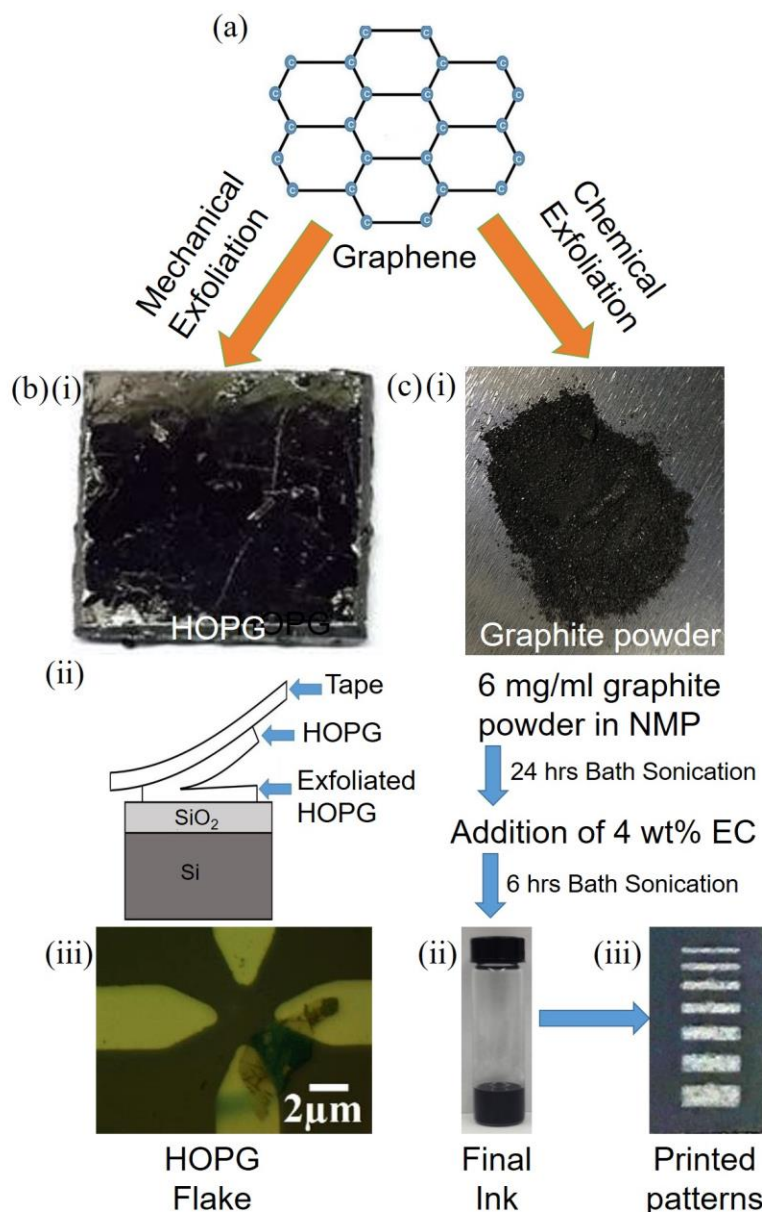 (a)
C C
C C C C
C C C C
C C C C
C C C C
C C C C
C C
Graphene
Mechanical
Exfoliation
Chemical
Exfoliation
(b)(i)
HOPG
HOPG
(c)(i)
Graphite powder
(ii)
Tape
HOPG
Exfoliated
HOPG
SiO₂
Si
6 mg/ml graphite
powder in NMP
24 hrs Bath Sonication
Addition of 4 wt% EC
6 hrs Bath Sonication
(iii)
2μm
HOPG
Flake
(ii)
Final
Ink
(iii)
Printed
patterns